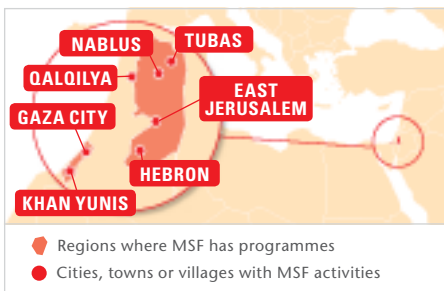 NABLUS
TUBAS
QALQILYA
EAST
JERUSALEM
GAZA CITY
HEBRON
KHAN YUNIS
Regions where MSF has programmes
Cities, towns or villages with MSF activities